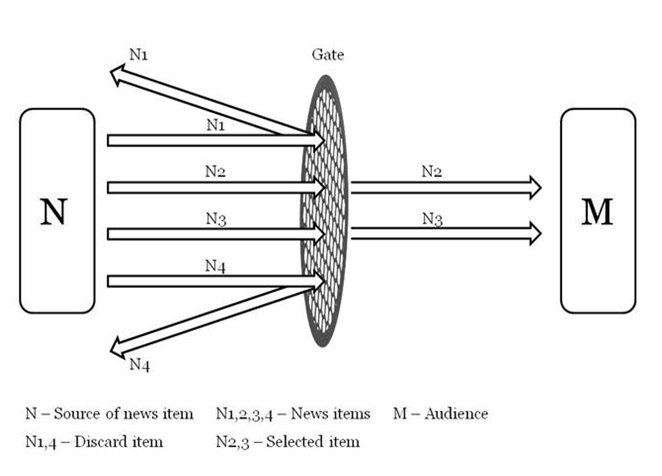 N1
Gate
N1
N2
N2
N3
N3
N4
N4
N
M
N – Source of news item N1,2,3,4 – News items M – Audience
N1,4 – Discard item N2,3 – Selected item